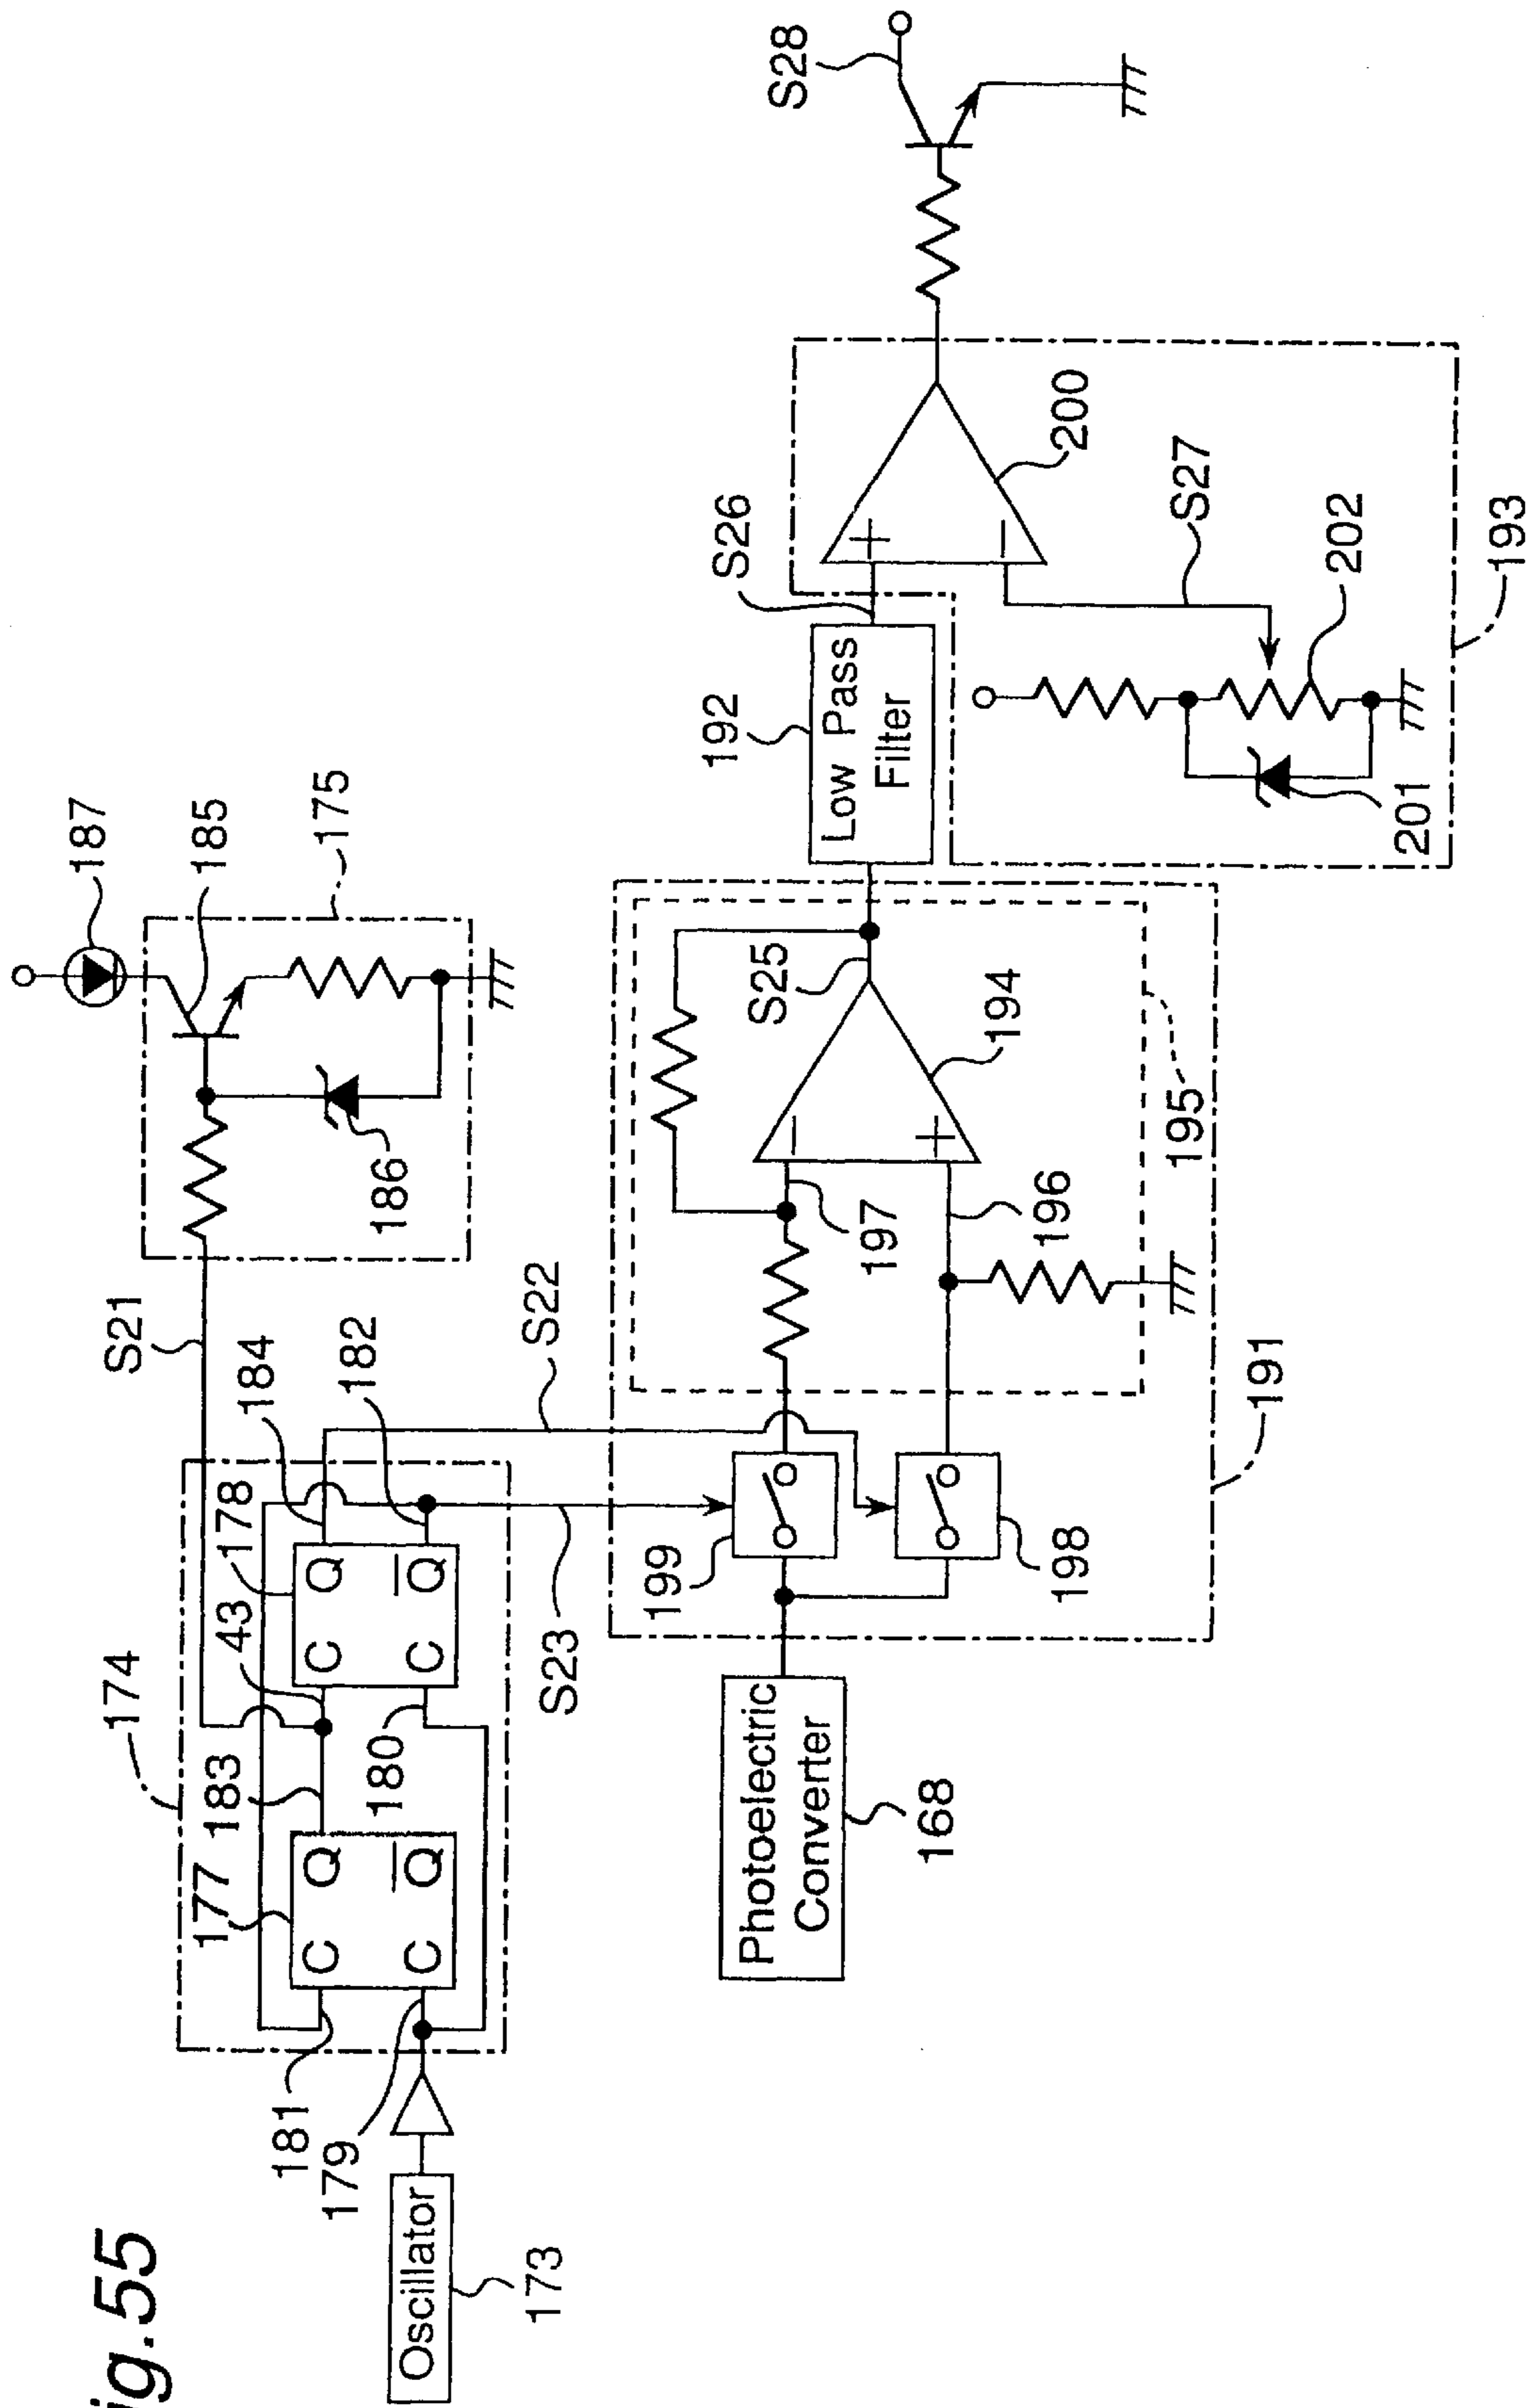 ig.55
Oscillator
173
179
181
174
177
C
Q
C
Q
183
43
178
180
C
Q
C
Q
184
182
S21
S22
S23
187
185
175
186
Photoelectric
Converter
168
199
198
191
197
196
195
194
S25
192
Low Pass
Filter
S26
200
S27
202
201
193
S28